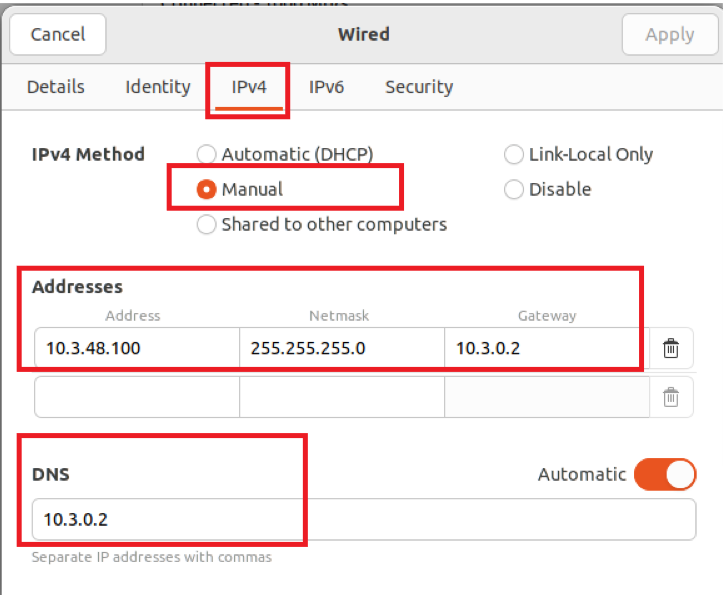 Cancel Wired Apply
Details Identity IPv4 IPv6 Security
IPv4 Method Automatic (DHCP) Link-Local Only
Manual Disable
Shared to other computers
Addresses
Address Netmask Gateway
10.3.48.100 255.255.255.0 10.3.0.2
DNS Automatic
10.3.0.2
Separate IP addresses with commas